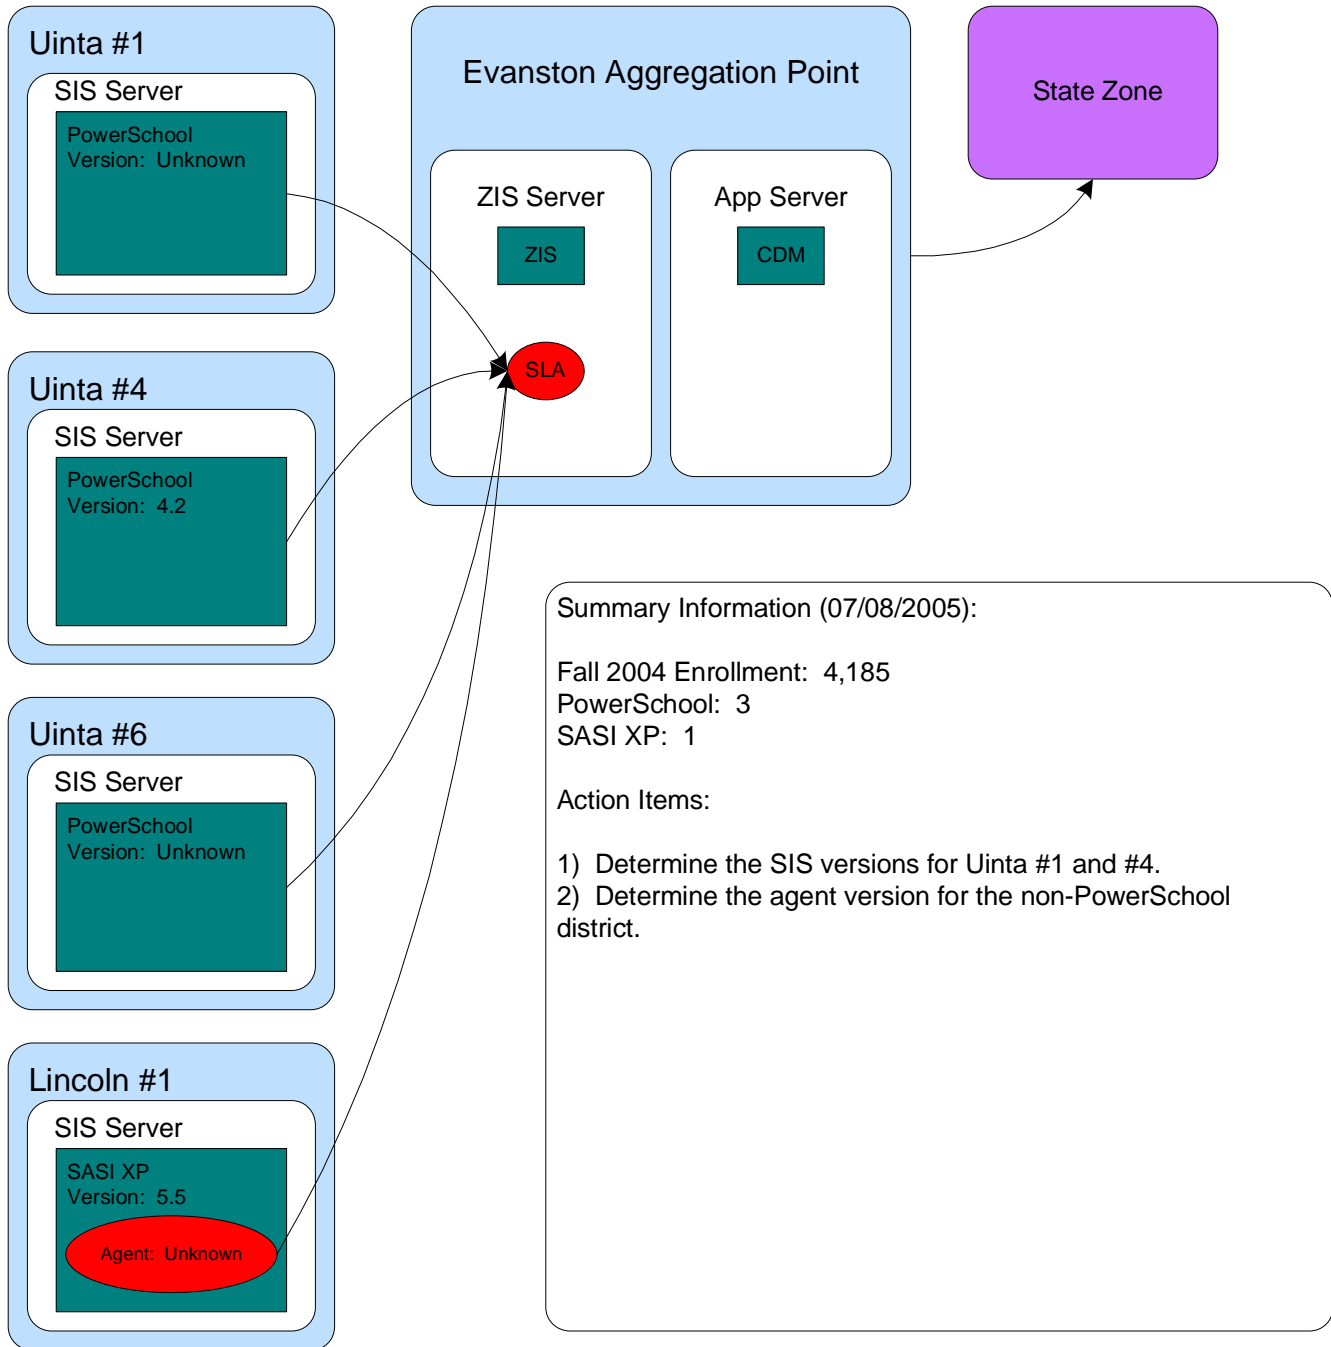 Uinta #1
SIS Server
PowerSchool
Version:  Unknown
Uinta #4
SIS Server
PowerSchool
Version:  4.2
Uinta #6
SIS Server
PowerSchool
Version:  Unknown
Lincoln #1
SIS Server
SASI XP
Version:  5.5
Agent:  Unknown
Evanston Aggregation Point
ZIS Server
ZIS
SLA
App Server
CDM
State Zone
Summary Information (07/08/2005):
Fall 2004 Enrollment:  4,185
PowerSchool:  3
SASI XP:  1
Action Items:
1)  Determine the SIS versions for Uinta #1 and #4.
2)  Determine the agent version for the non-PowerSchool
district.